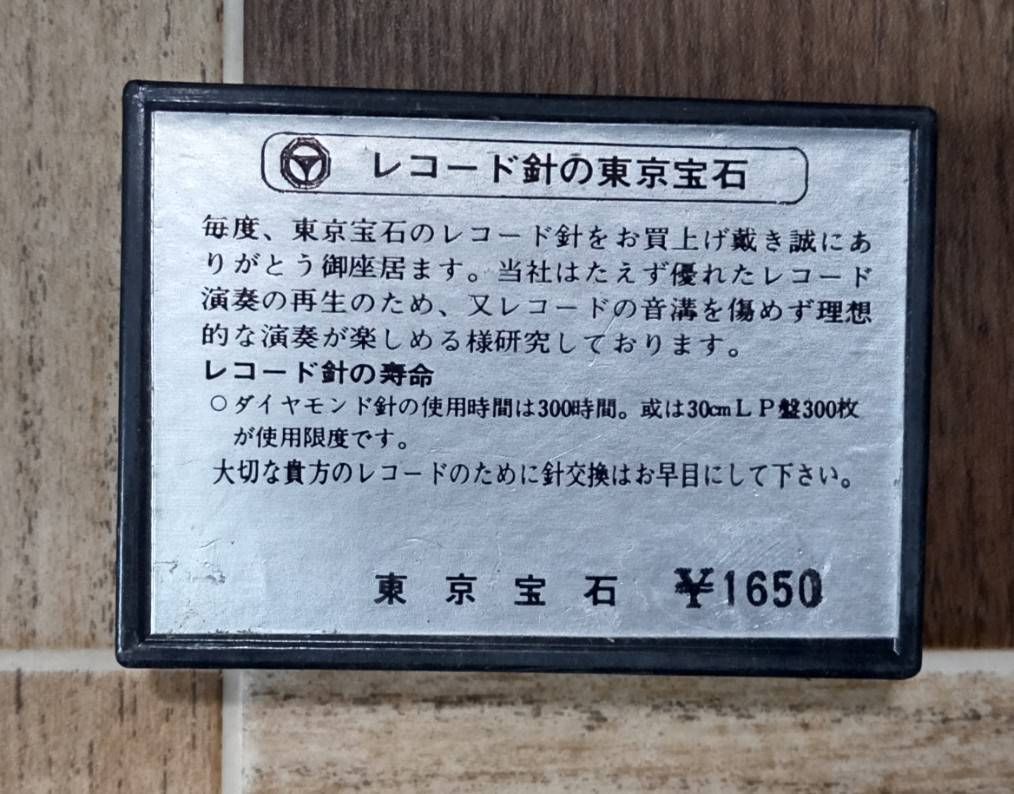 レコード針の東京宝石
毎度、東京宝石のレコード針をお買上げ戴き誠にあ
りがとう御座居ます。当社はたえず優れたレコード
演奏の再生のため、又レコードの音溝を傷めず理想
的な演奏が楽しめる様研究しております。
レコード針の寿命
○ダイヤモンド針の使用時間は300時間。或は30cmLP盤300枚
が使用限度です。
大切な貴方のレコードのために針交換はお早目にして下さい。
東京宝石 ¥1650